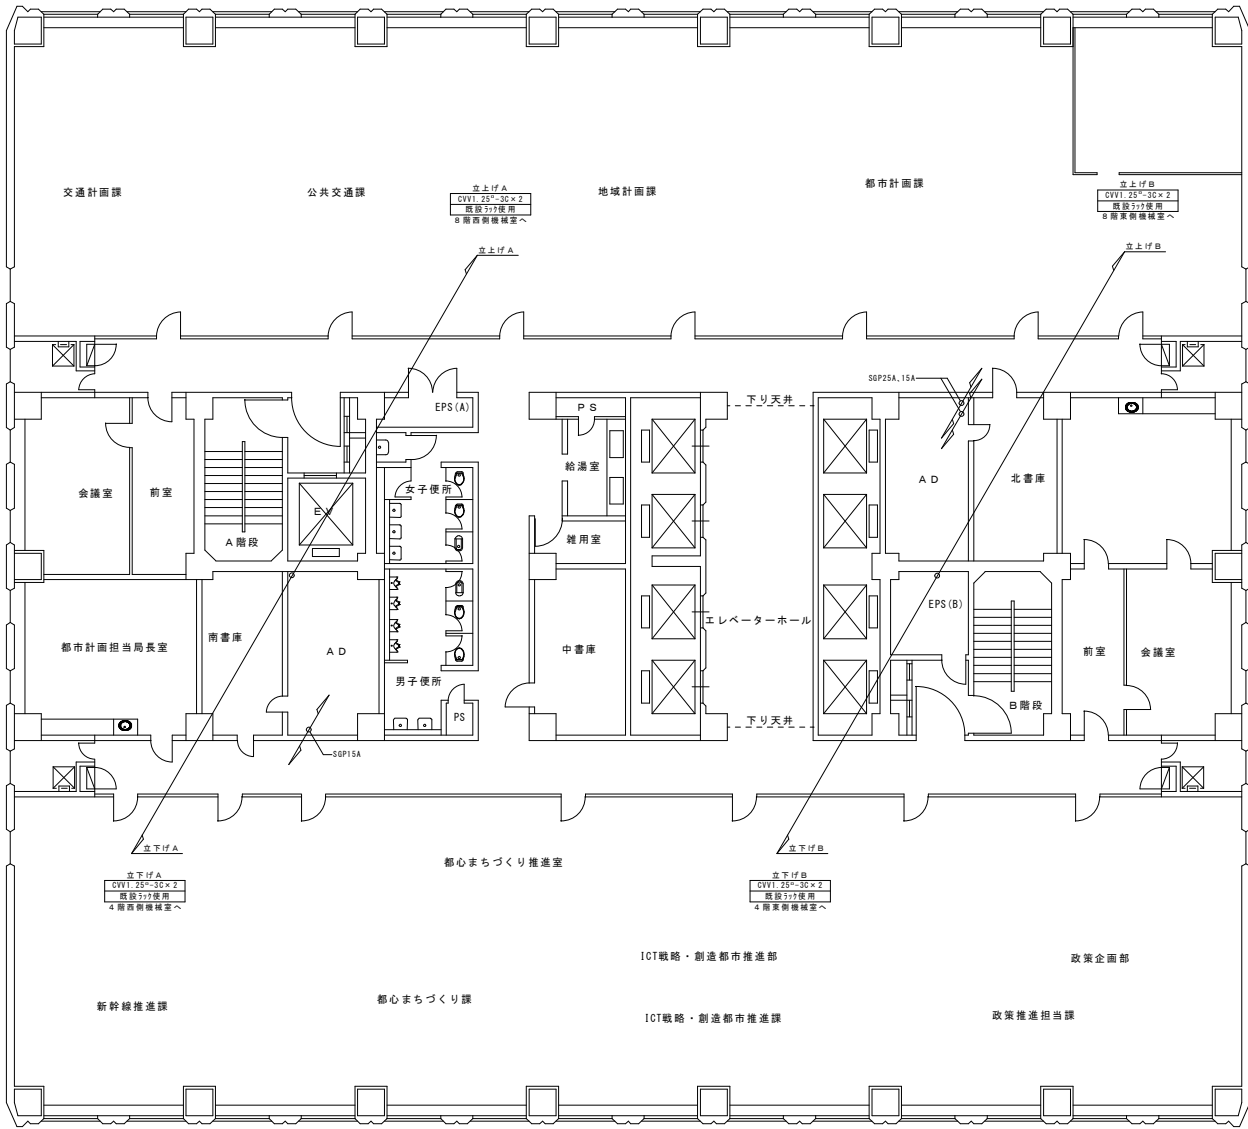 交通計画課
公共交通課
立上げA
CVV1.25°-3C×2
既設ラック使用
8階西側機械室へ
地域計画課
都市計画課
立上げB
CVV1.25°-3C×2
既設ラック使用
8階東側機械室へ
立上げA
立上げB
SGP25A,15A
EPS(A)
PS
下り天井
会議室
前室
A階段
EV
女子便所
給湯室
雑用室
AD
北書庫
都市計画担当局長室
南書庫
AD
男子便所
PS
中書庫
エレベーターホール
EPS(B)
B階段
前室
会議室
下り天井
SGP15A
立下げA
立下げA
CVV1.25°-3C×2
既設ラック使用
4階西側機械室へ
都心まちづくり推進室
立下げB
立下げB
CVV1.25°-3C×2
既設ラック使用
4階東側機械室へ
ICT戦略・創造都市推進部
政策企画部
新幹線推進課
都心まちづくり課
ICT戦略・創造都市推進課
政策推進担当課